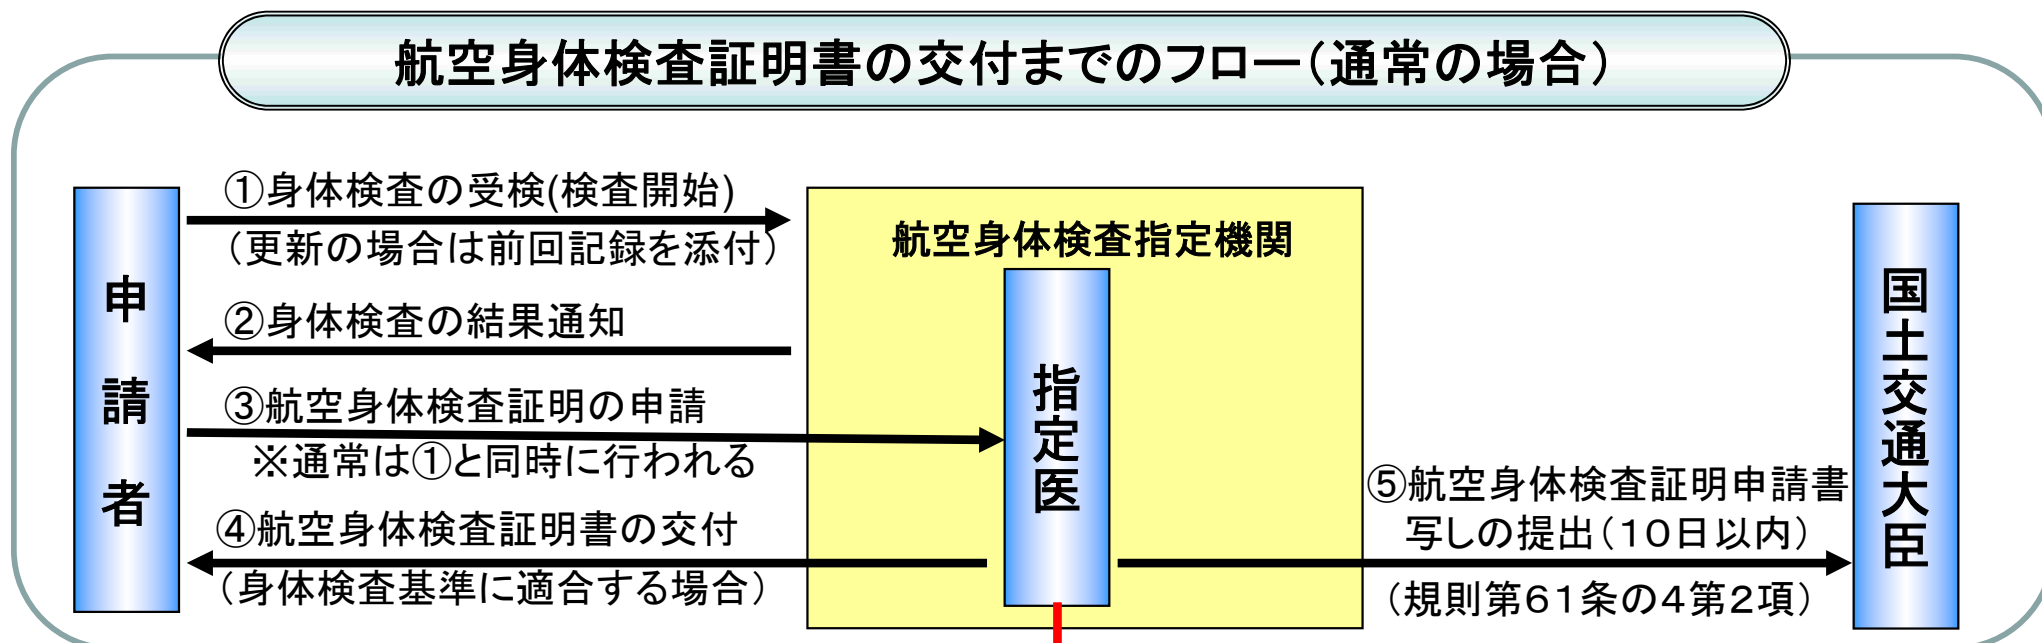 航空身体検査証明書の交付までのフロー(通常の場合)
①身体検査の受検(検査開始)
(更新の場合は前回記録を添付)
②身体検査の結果通知
③航空身体検査証明の申請
※通常は①と同時に行われる
④航空身体検査証明書の交付
(身体検査基準に適合する場合)
申請者
航空身体検査指定機関
指定医
⑤航空身体検査証明申請書
写しの提出(10日以内)
(規則第61条の4第2項)
国土交通大臣